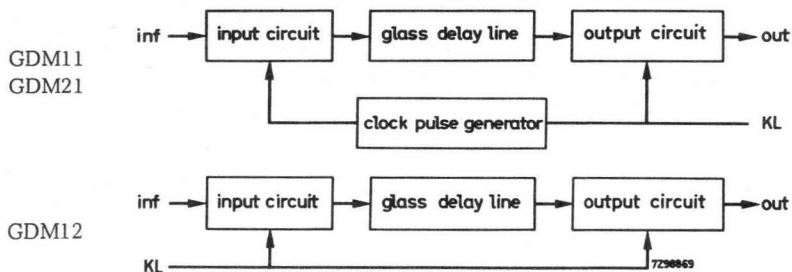 inf input circuit glass delay line output circuit out
GDM11
GDM21
clock pulse generator KL
inf input circuit glass delay line output circuit out
GDM12
KL 7Z98869